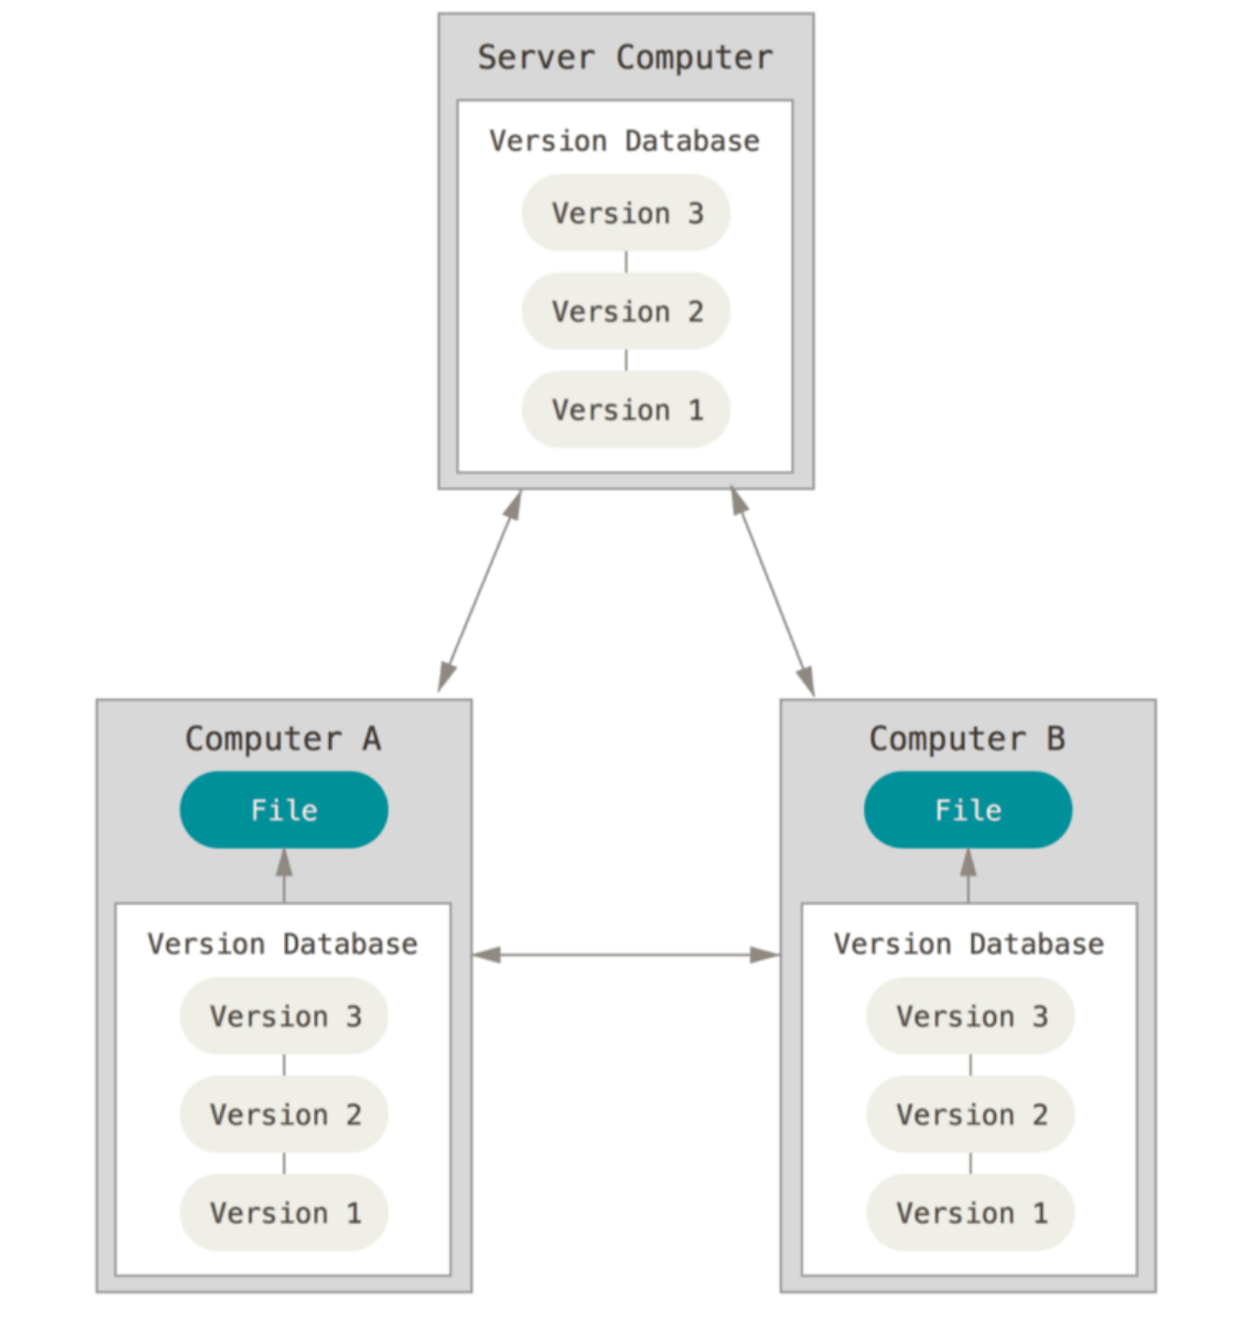 Server Computer
Version Database
Version 3
Version 2
Version 1
Computer A
File
Version Database
Version 3
Version 2
Version 1
Computer B
File
Version Database
Version 3
Version 2
Version 1